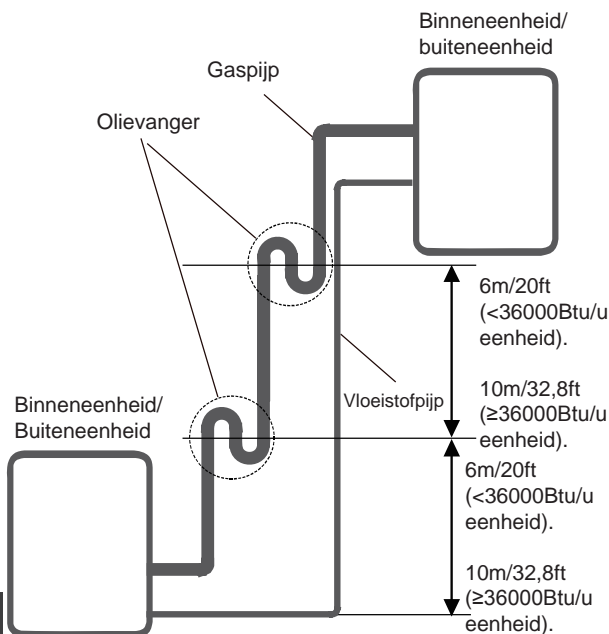 Binneneenheid/
buiteneenheid
Gaspijp
Olievanger
6m/20ft
(<36000Btu/u
eenheid).
10m/32,8ft
(≥36000Btu/u
eenheid).
Vloeistofpijp
Binneneenheid/
Buiteneenheid
6m/20ft
(<36000Btu/u
eenheid).
10m/32,8ft
(≥36000Btu/u
eenheid).